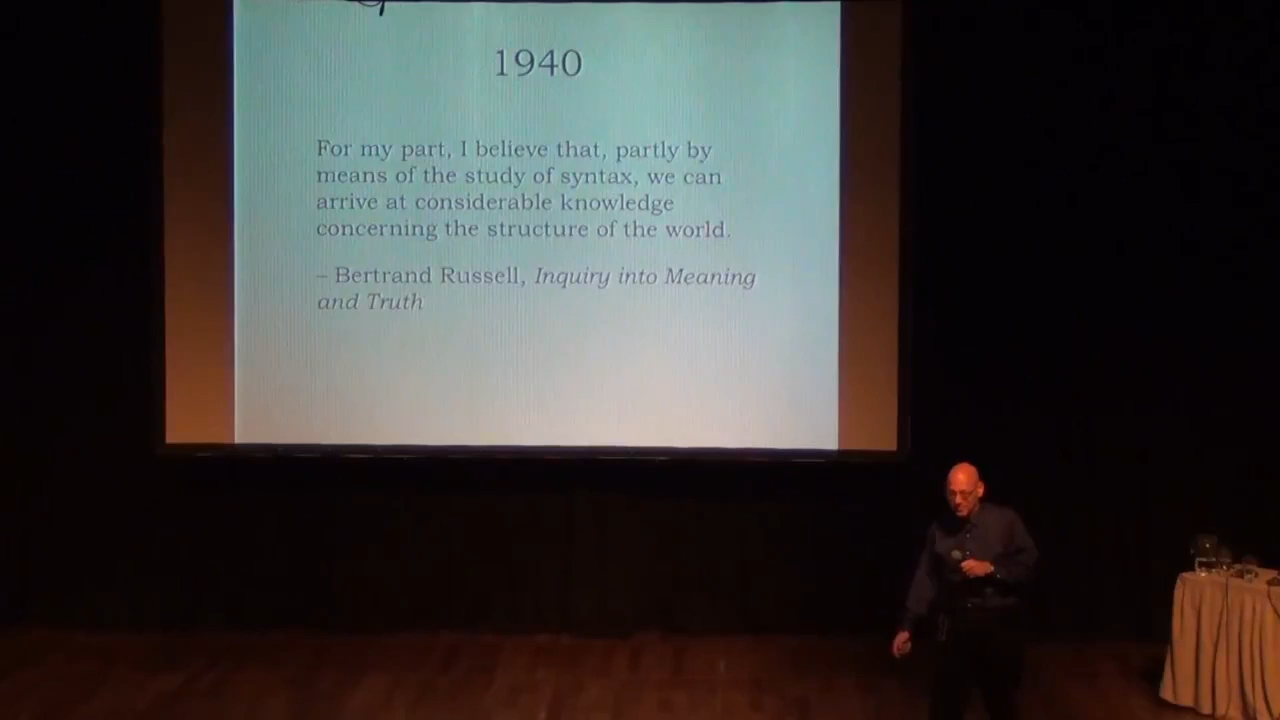 1940
For my part, I believe that, partly by
means of the study of syntax, we can
arrive at considerable knowledge
concerning the structure of the world.
– Bertrand Russell, Inquiry into Meaning
and Truth